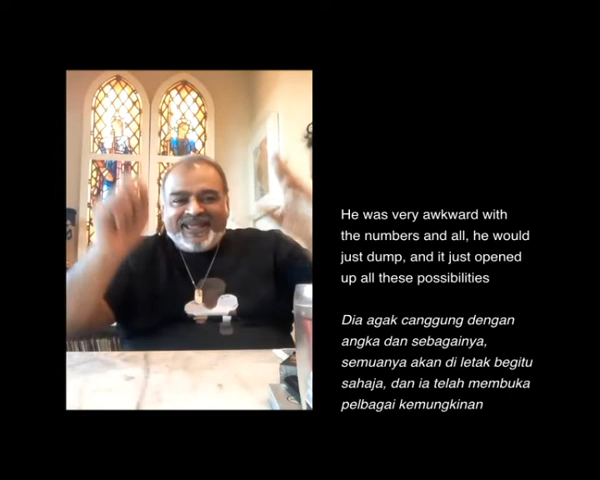 He was very awkward with
the numbers and all, he would
just dump, and it just opened
up all these possibilities
Dia agak canggung dengan
angka dan sebagainya,
semuanya akan di letak begitu
sahaja, dan ia telah membuka
pelbagai kemungkinan